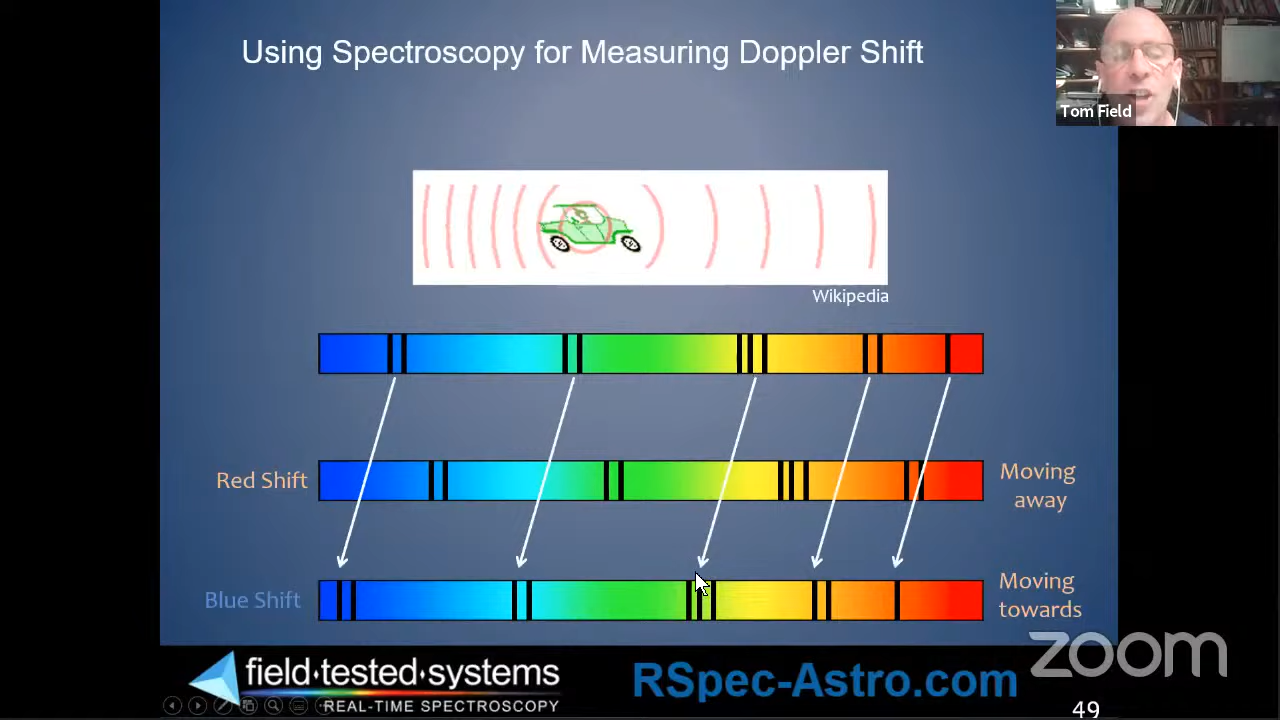 Using Spectroscopy for Measuring Doppler Shift
Tom Field
Wikipedia
Red Shift
Moving
away
Blue Shift
Moving
towards
zoom
field·tested·systems
REAL-TIME SPECTROSCOPY
RSpec-Astro.com
49